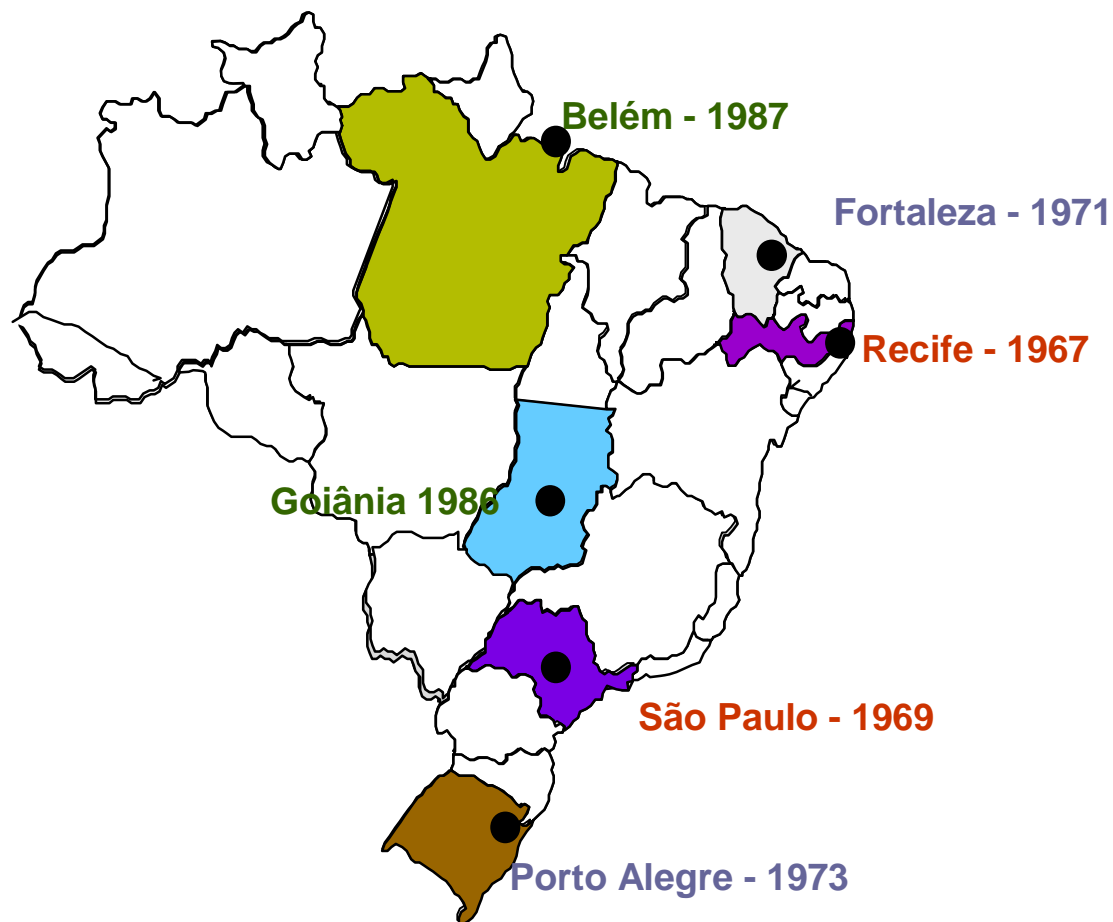 Belém - 1987
Fortaleza - 1971
Recife - 1967
Goiânia 1986
São Paulo - 1969
Porto Alegre - 1973